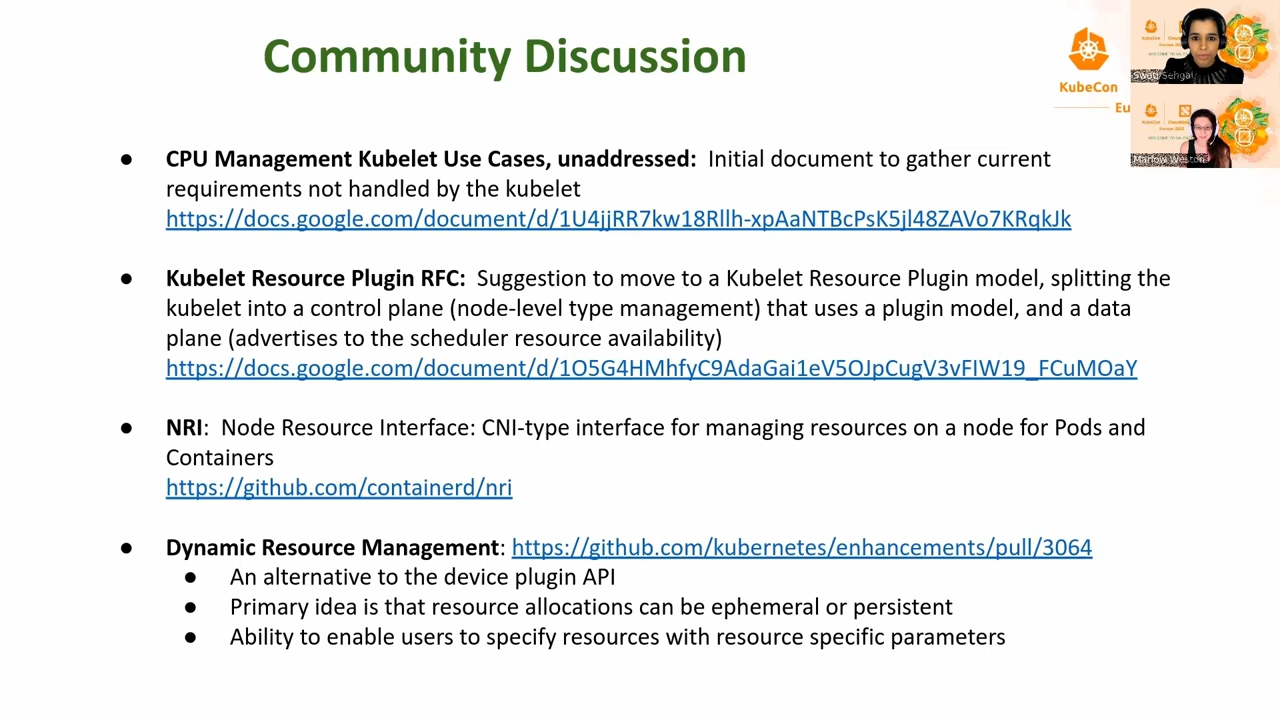 Community Discussion
KubeCon
Eu
Swati Sehgal
Marlow Weston
● CPU Management Kubelet Use Cases, unaddressed: Initial document to gather current
requirements not handled by the kubelet
https://docs.google.com/document/d/1U4jjRR7kw18Rllh-xpAaNTBcPsK5jl48ZAVo7KRqkJk
● Kubelet Resource Plugin RFC: Suggestion to move to a Kubelet Resource Plugin model, splitting the
kubelet into a control plane (node-level type management) that uses a plugin model, and a data
plane (advertises to the scheduler resource availability)
https://docs.google.com/document/d/1O5G4HMhfyC9AdaGai1eV5OJpCugV3vFIW19_FCuMOaY
● NRI: Node Resource Interface: CNI-type interface for managing resources on a node for Pods and
Containers
https://github.com/containerd/nri
● Dynamic Resource Management: https://github.com/kubernetes/enhancements/pull/3064
● An alternative to the device plugin API
● Primary idea is that resource allocations can be ephemeral or persistent
● Ability to enable users to specify resources with resource specific parameters